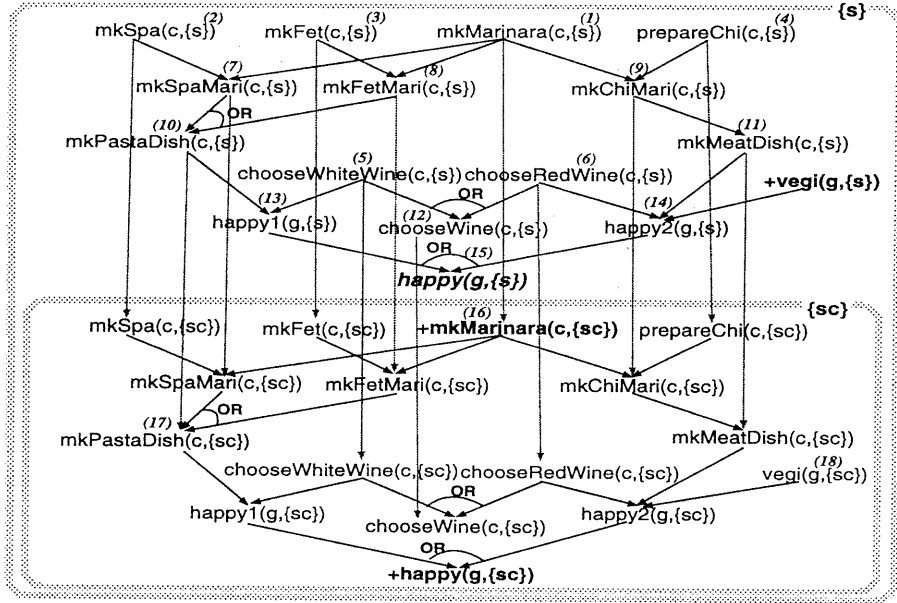 {s}
(2) (3) (1) (4)
mkSpa(c,{s}) mkFet(c,{s}) mkMarinara(c,{s}) prepareChi(c,{s})
(7) (8) (9)
mkSpaMari(c,{s}) mkFetMari(c,{s}) mkChiMari(c,{s})
OR
(10) (11)
mkPastaDish(c,{s}) mkMeatDish(c,{s})
(5) (6)
chooseWhiteWine(c,{s}) chooseRedWine(c,{s})
+vegi(g,{s})
OR
(13) (12) (14)
happy1(g,{s}) chooseWine(c,{s}) happy2(g,{s})
OR (15)
happy(g,{s})
{sc}
(16)
mkSpa(c,{sc}) mkFet(c,{sc}) +mkMarinara(c,{sc}) prepareChi(c,{sc})
mkSpaMari(c,{sc}) mkFetMari(c,{sc}) mkChiMari(c,{sc})
(17) OR
mkPastaDish(c,{sc}) mkMeatDish(c,{sc})
(18)
chooseWhiteWine(c,{sc}) chooseRedWine(c,{sc}) vegi(g,{sc})
OR
happy1(g,{sc}) chooseWine(c,{sc}) happy2(g,{sc})
OR
+happy(g,{sc})